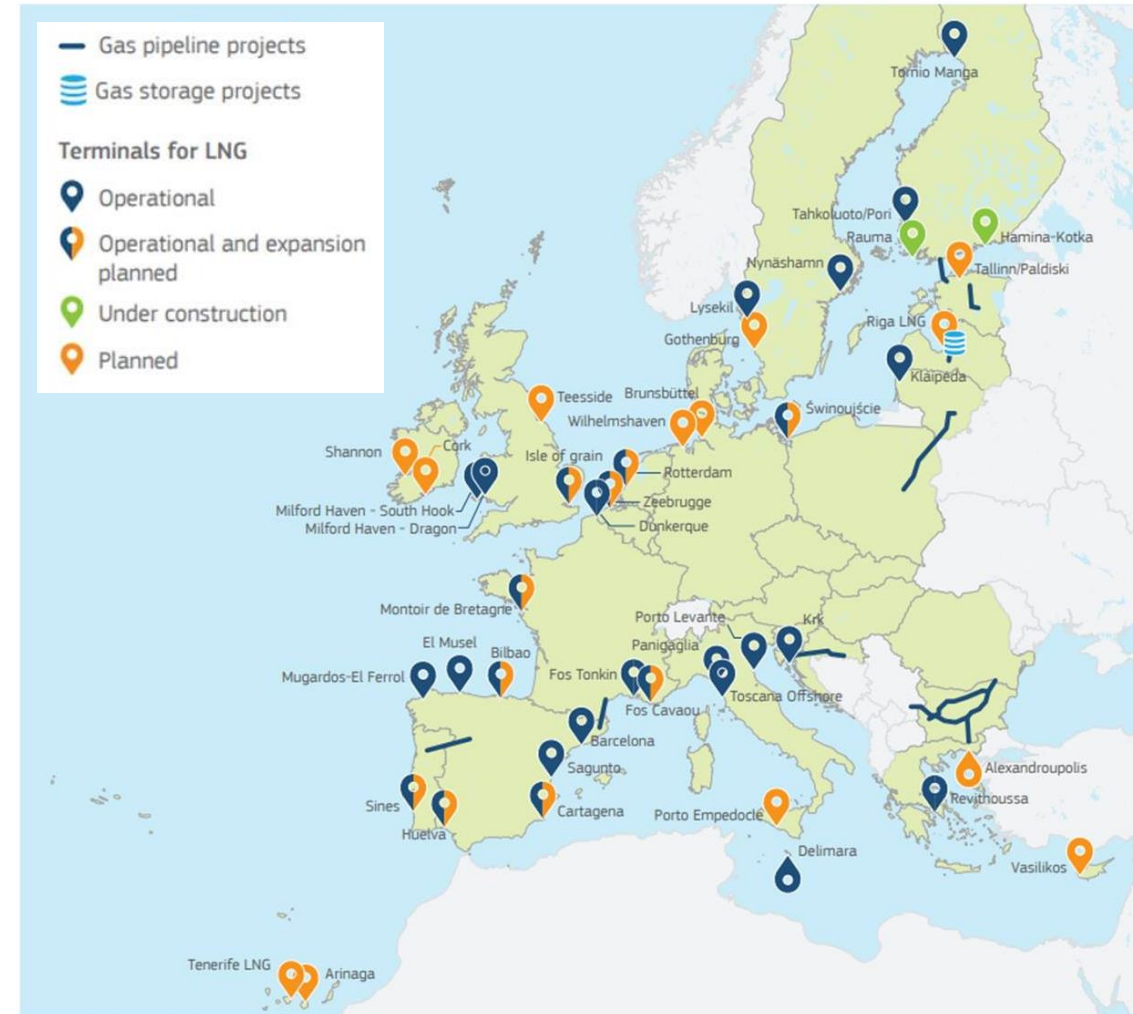 Gas pipeline projects
Gas storage projects
Terminals for LNG
Operational
Operational and expansion
planned
Under construction
Planned
Tornio Manga
Tahkoluoto/Pori
Rauma
Hamina-Kotka
Nynäshamn
Tallinn/Paldiski
Lysekil
Riga LNG
Gothenburg
Klaipeda
Teesside
Brunsbüttel
Wilhelmshaven
Świnoujście
Shannon
Cork
Isle of grain
Rotterdam
Milford Haven - South Hook
Zeebrugge
Milford Haven - Dragon
Dunkerque
Montoir de Bretagne
Porto Levante
Krk
El Musel
Bilbao
Panigaglia
Mugardos-El Ferrol
Fos Tonkin
Toscana Offshore
Fos Cavaou
Barcelona
Sagunto
Alexandroupolis
Sines
Cartagena
Porto Empedocle
Revithoussa
Huelva
Delimara
Vasilikos
Tenerife LNG
Arinaga